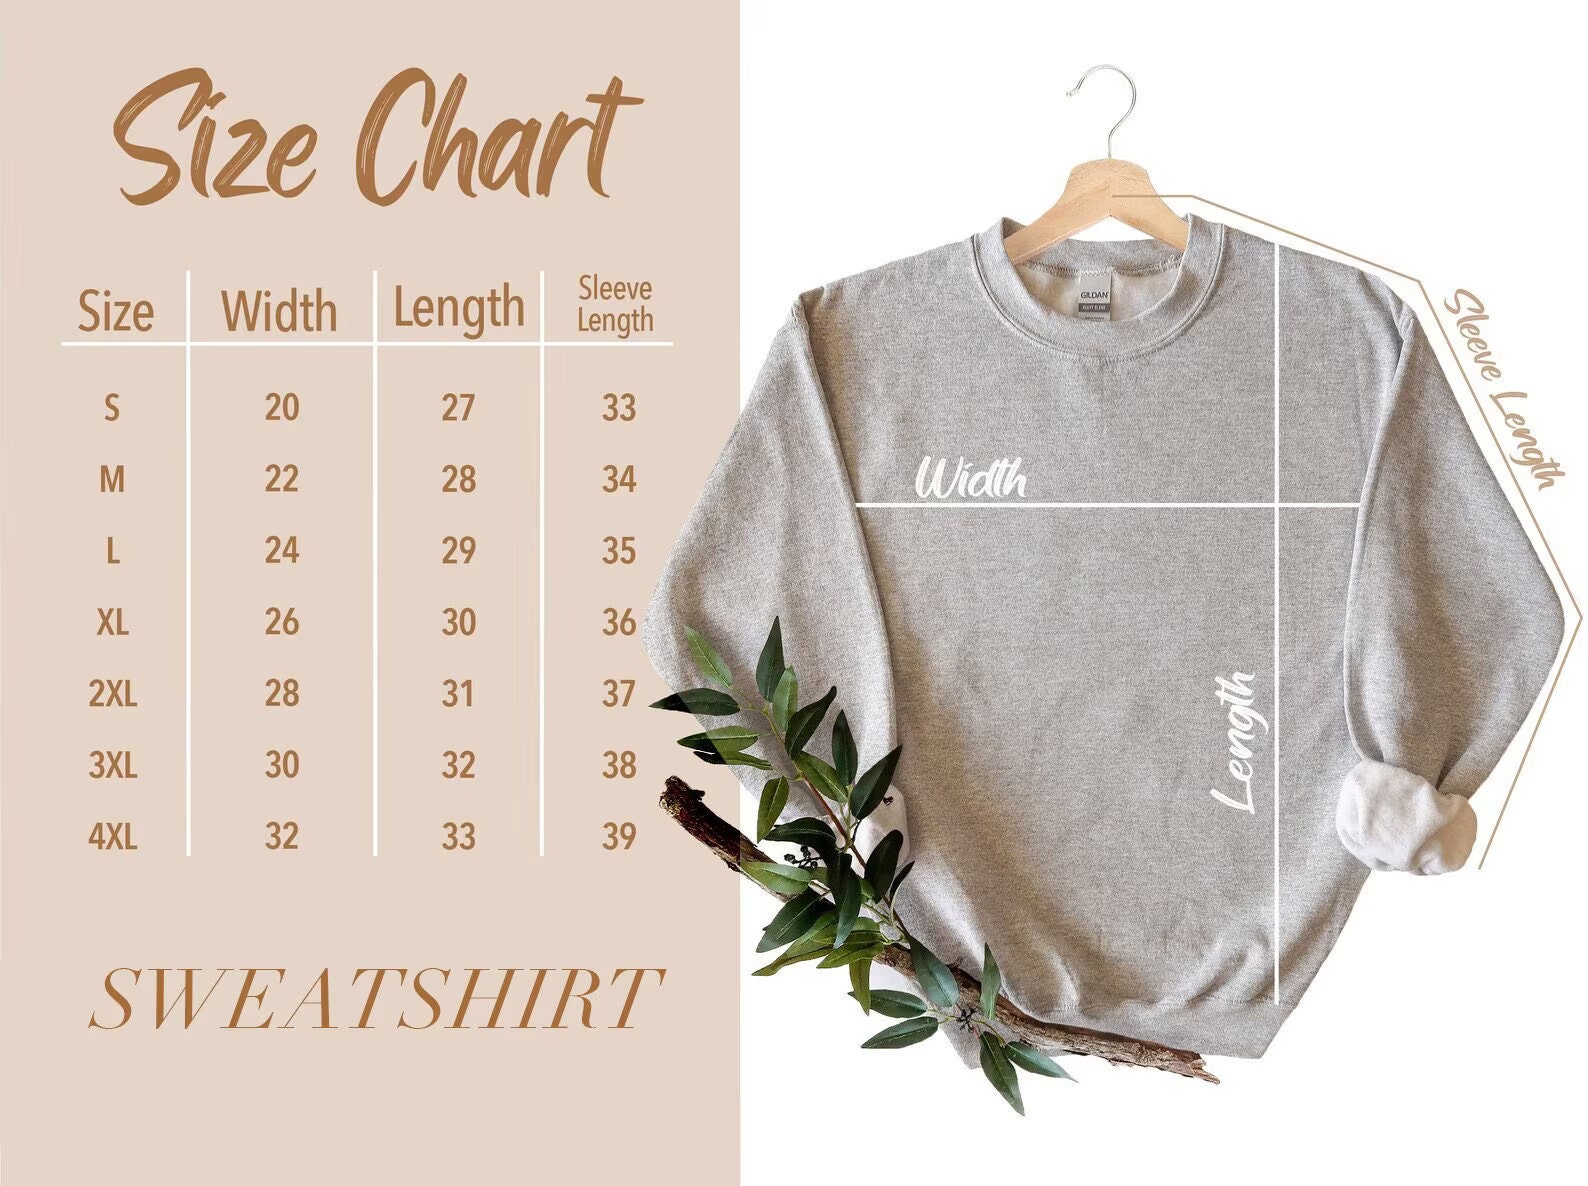 Size Chart
Size Width Length Sleeve Length
S 20 27 33
M 22 28 34
L 24 29 35
XL 26 30 36
2XL 28 31 37
3XL 30 32 38
4XL 32 33 39
SWEATSHIRT
GILDAN
HEAVY BLEND
Width
Length
Sleeve Length